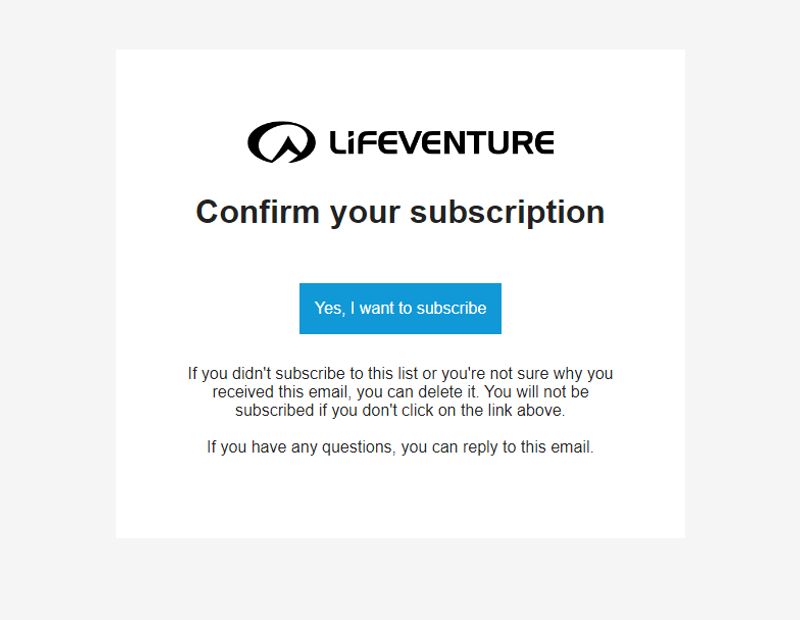 LiFEVENTURE
Confirm your subscription
Yes, I want to subscribe
If you didn't subscribe to this list or you're not sure why you
received this email, you can delete it. You will not be
subscribed if you don't click on the link above.
If you have any questions, you can reply to this email.